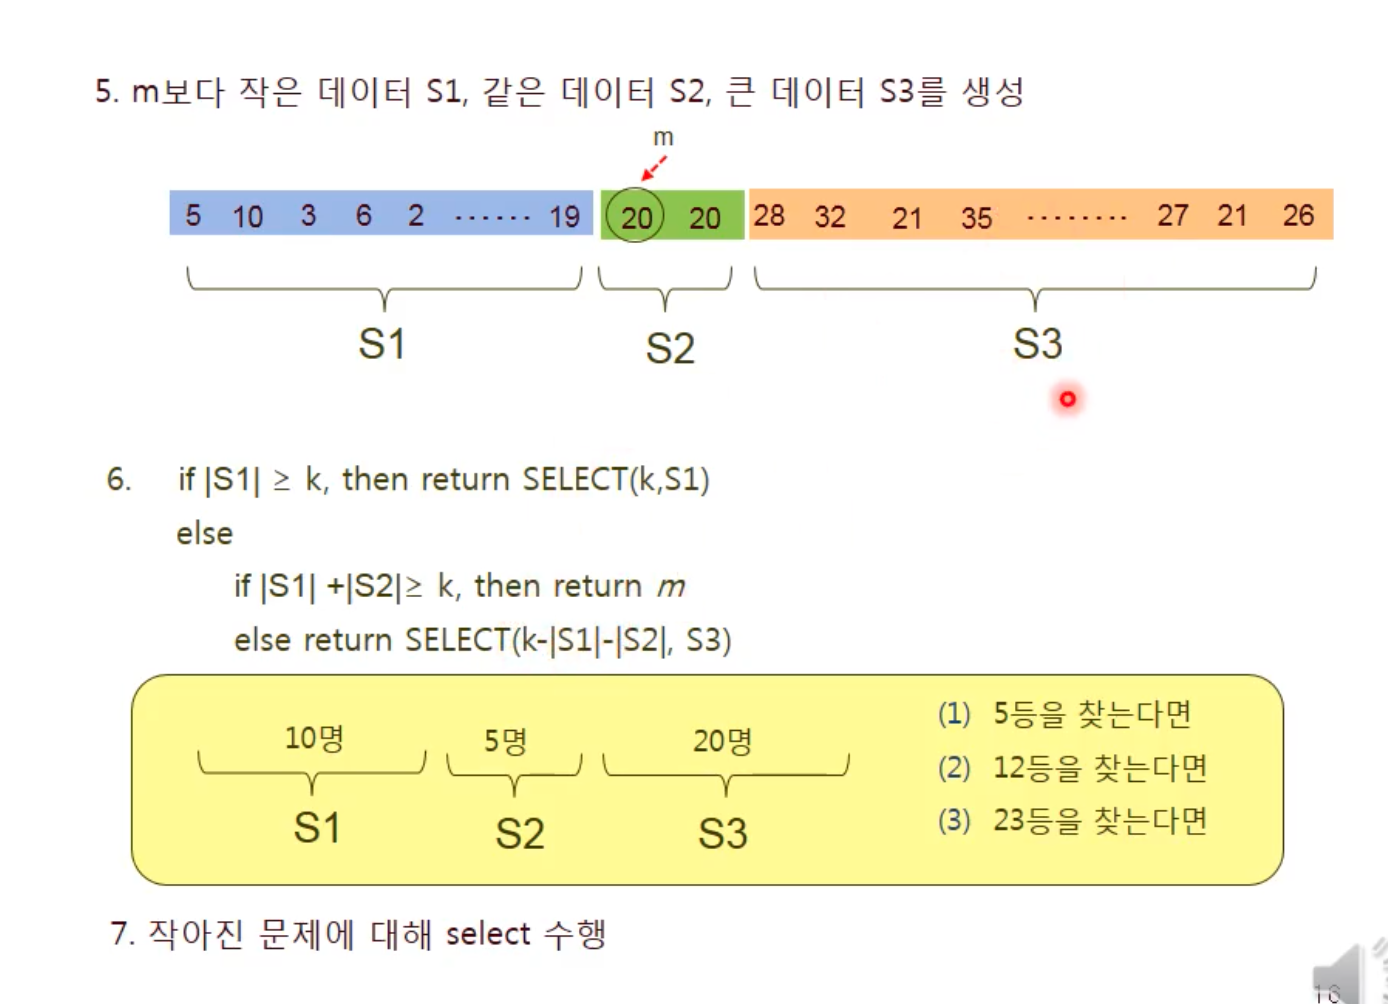 5. m보다 작은 데이터 S1, 같은 데이터 S2, 큰 데이터 S3를 생성
m
5 10 3 6 2 ······ 19 20 20 28 32 21 35 ········ 27 21 26
S1 S2 S3
6. if |S1| ≥ k, then return SELECT(k,S1)
else
if |S1| +|S2|≥ k, then return m
else return SELECT(k-|S1|-|S2|, S3)
10명 5명 20명
S1 S2 S3
(1) 5등을 찾는다면
(2) 12등을 찾는다면
(3) 23등을 찾는다면
7. 작아진 문제에 대해 select 수행
16